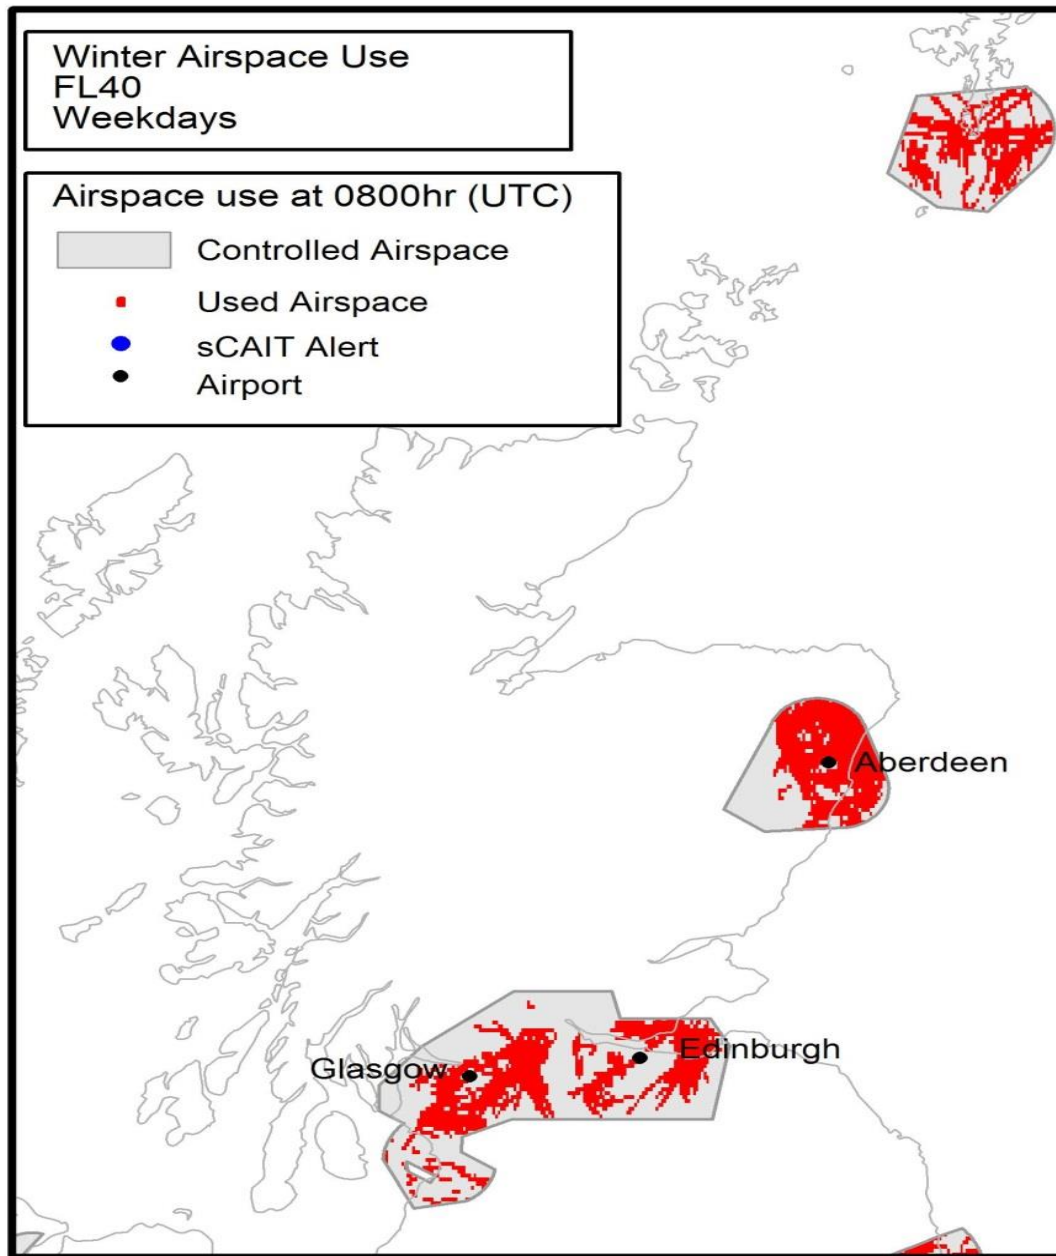 Winter Airspace Use
FL40
Weekdays
Airspace use at 0800hr (UTC)
Controlled Airspace
Used Airspace
sCAIT Alert
Airport
Aberdeen
Edinburgh
Glasgow